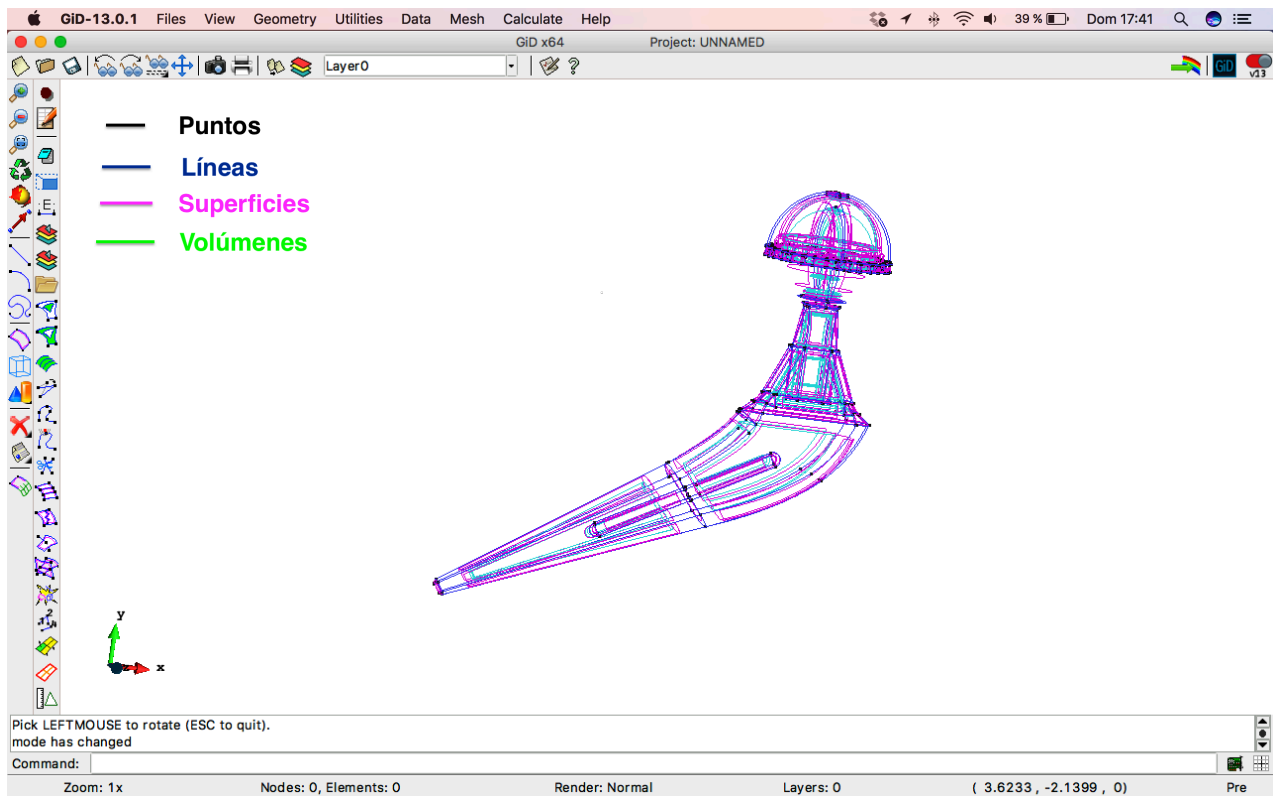 GiD-13.0.1 Files View Geometry Utilities Data Mesh Calculate Help 39 % Dom 17:41
GiD x64 Project: UNNAMED
Layer0 ? GiD v13
Puntos
Líneas
Superficies
Volúmenes
E
y
x
Pick LEFTMOUSE to rotate (ESC to quit).
mode has changed
Command:
Zoom: 1x Nodes: 0, Elements: 0 Render: Normal Layers: 0 ( 3.6233 , -2.1399 , 0) Pre